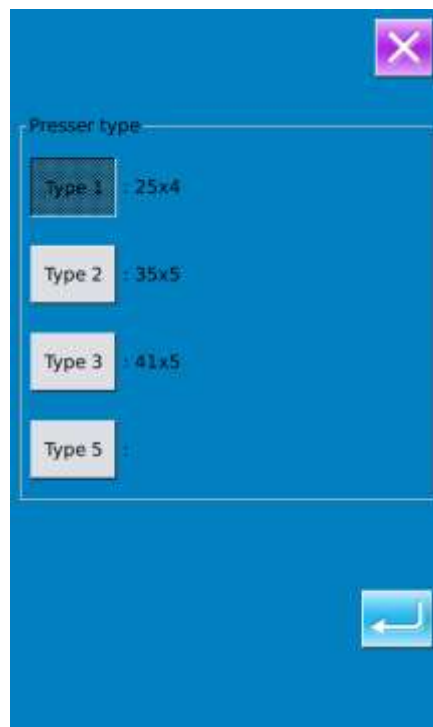 Presser type
Type 1 : 25x4
Type 2 : 35x5
Type 3 : 41x5
Type 5 :